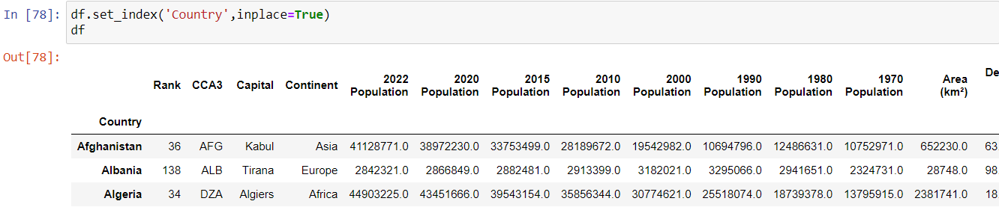 In [78]: df.set_index('Country',inplace=True)
df
Out[78]:
Rank CCA3 Capital Continent 2022 Population 2020 Population 2015 Population 2010 Population 2000 Population 1990 Population 1980 Population 1970 Population Area (km²) De
Country
Afghanistan 36 AFG Kabul Asia 41128771.0 38972230.0 33753499.0 28189672.0 19542982.0 10694796.0 12486631.0 10752971.0 652230.0 63.
Albania 138 ALB Tirana Europe 2842321.0 2866849.0 2882481.0 2913399.0 3182021.0 3295066.0 2941651.0 2324731.0 28748.0 98.
Algeria 34 DZA Algiers Africa 44903225.0 43451666.0 39543154.0 35856344.0 30774621.0 25518074.0 18739378.0 13795915.0 2381741.0 18.